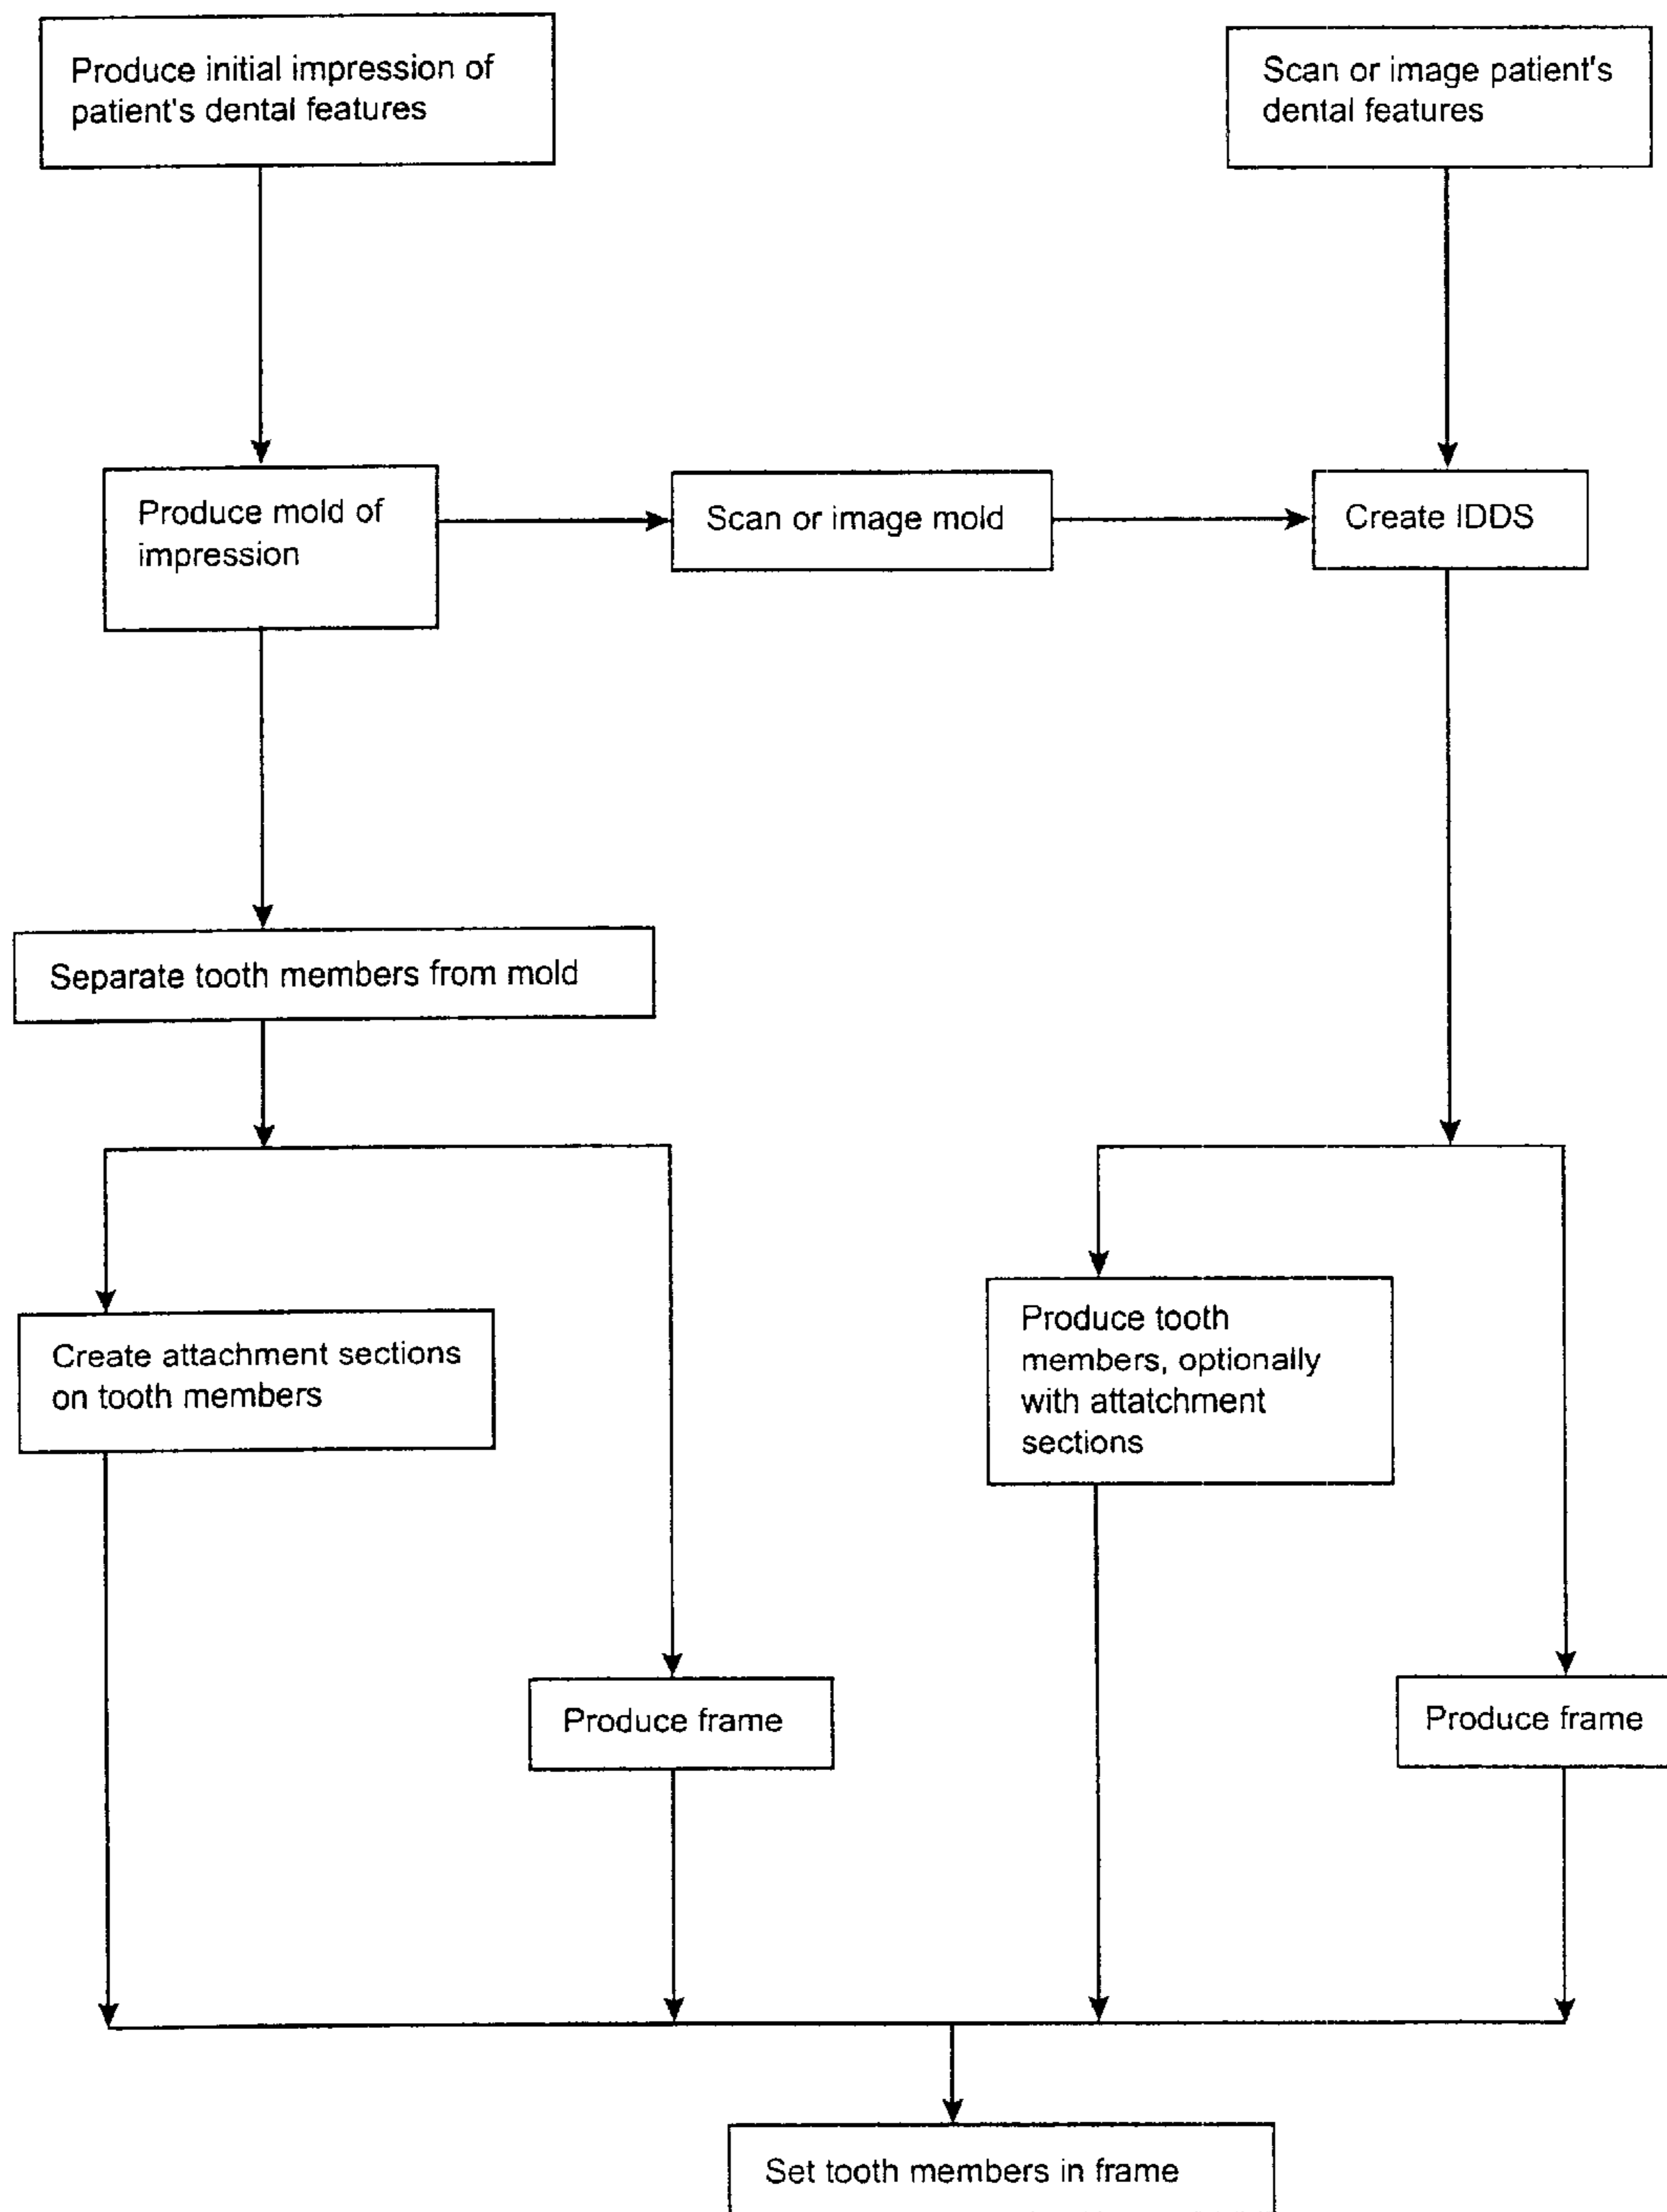 Produce initial impression of
patient's dental features
Scan or image patient's
dental features
Produce mold of
impression
Scan or image mold
Create IDDS
Separate tooth members from mold
Create attachment sections
on tooth members
Produce tooth
members, optionally
with attatchment
sections
Produce frame
Produce frame
Set tooth members in frame